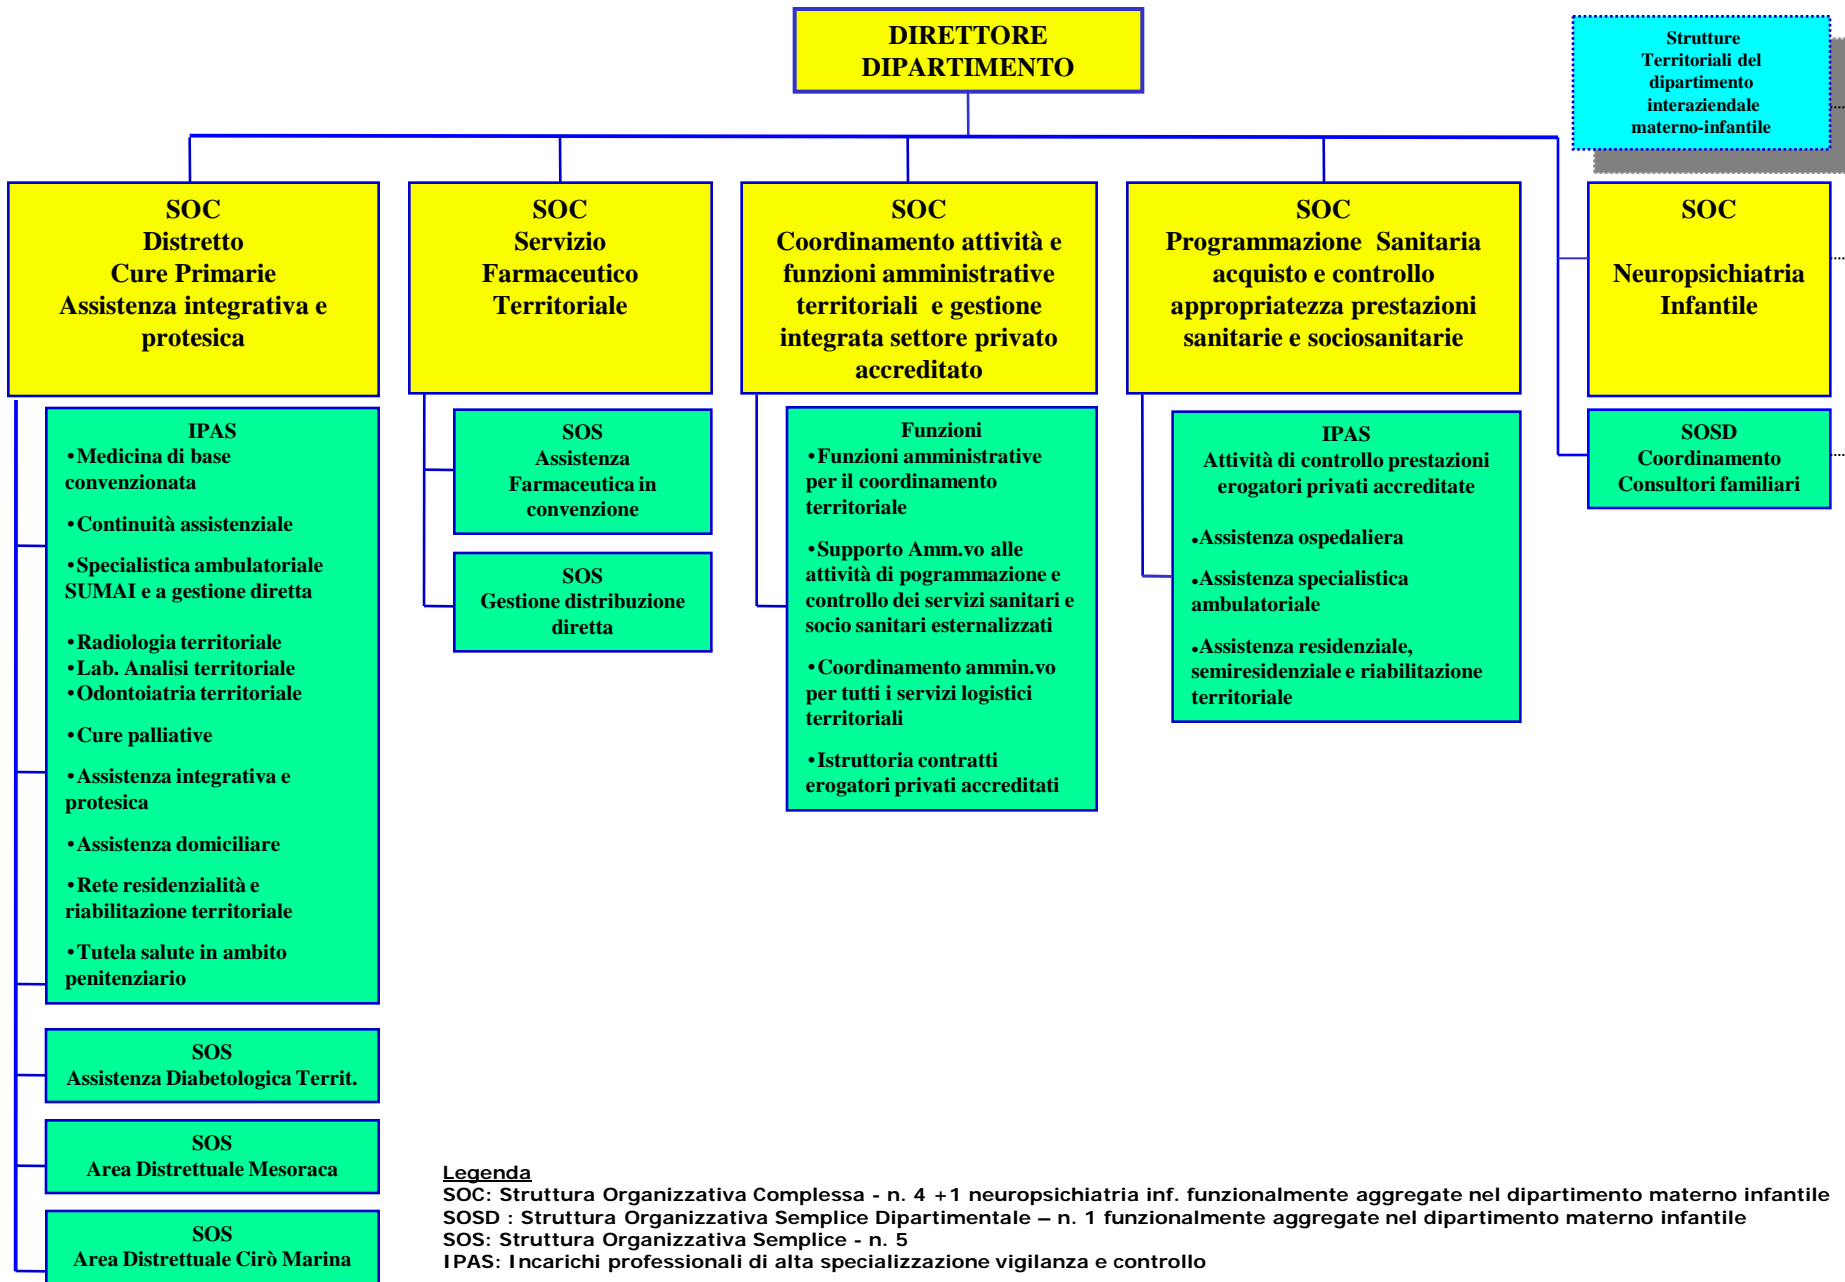 DIRETTORE
DIPARTIMENTO
Strutture
Territoriali del
dipartimento
interaziendale
materno-infantile
SOC
Distretto
Cure Primarie
Assistenza integrativa e
protesica
SOC
Servizio
Farmaceutico
Territoriale
SOC
Coordinamento attività e
funzioni amministrative
territoriali e gestione
integrata settore privato
accreditato
SOC
Programmazione Sanitaria
acquisto e controllo
appropriatezza prestazioni
sanitarie e sociosanitarie
SOC
Neuropsichiatria
Infantile
IPAS
•Medicina di base
convenzionata
•Continuità assistenziale
•Specialistica ambulatoriale
SUMAI e a gestione diretta
•Radiologia territoriale
•Lab. Analisi territoriale
•Odontoiatria territoriale
•Cure palliative
•Assistenza integrativa e
protesica
•Assistenza domiciliare
•Rete residenzialità e
riabilitazione territoriale
•Tutela salute in ambito
penitenziario
SOS
Assistenza Diabetologica Territ.
SOS
Area Distrettuale Mesoraca
SOS
Area Distrettuale Cirò Marina
SOS
Assistenza
Farmaceutica in
convenzione
SOS
Gestione distribuzione
diretta
Funzioni
•Funzioni amministrative
per il coordinamento
territoriale
•Supporto Amm.vo alle
attività di pogrammazione e
controllo dei servizi sanitari e
socio sanitari esternalizzati
•Coordinamento ammin.vo
per tutti i servizi logistici
territoriali
•Istruttoria contratti
erogatori privati accreditati
IPAS
Attività di controllo prestazioni
erogatori privati accreditate
•Assistenza ospedaliera
•Assistenza specialistica
ambulatoriale
•Assistenza residenziale,
semiresidenziale e riabilitazione
territoriale
SOSD
Coordinamento
Consultori familiari
Legenda
SOC: Struttura Organizzativa Complessa - n. 4 +1 neuropsichiatria inf. funzionalmente aggregate nel dipartimento materno infantile
SOSD : Struttura Organizzativa Semplice Dipartimentale – n. 1 funzionalmente aggregate nel dipartimento materno infantile
SOS: Struttura Organizzativa Semplice - n. 5
IPAS: Incarichi professionali di alta specializzazione vigilanza e controllo